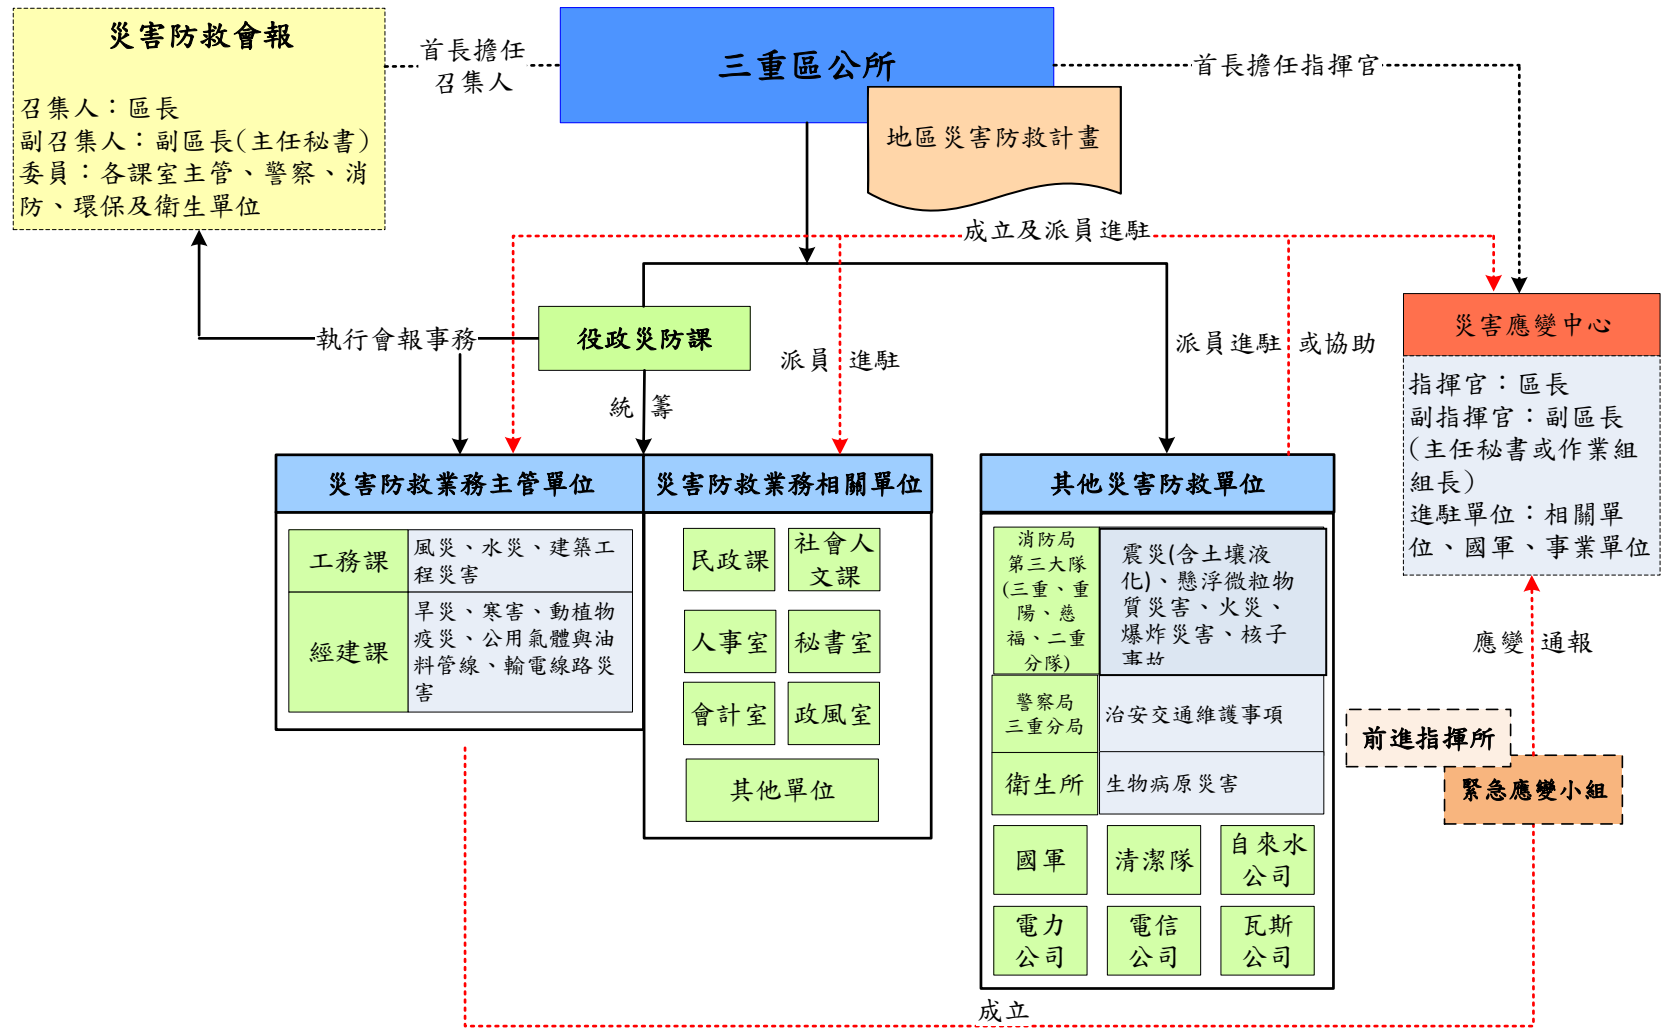 災害防救會報
召集人：區長
副召集人：副區長(主任秘書)
委員：各課室主管、警察、消
防、環保及衛生單位
首長擔任
召集人
三重區公所
首長擔任指揮官
地區災害防救計畫
成立及派員進駐
執行會報事務
役政災防課
統 籌
派員 進駐
派員進駐 或協助
災害應變中心
指揮官：區長
副指揮官：副區長
(主任秘書或作業組
組長)
進駐單位：相關單
位、國軍、事業單位
災害防救業務主管單位
工務課
風災、水災、建築工
程災害
經建課
旱災、寒害、動植物
疫災、公用氣體與油
料管線、輸電線路災
害
災害防救業務相關單位
民政課
社會人
文課
人事室
秘書室
會計室
政風室
其他單位
其他災害防救單位
消防局
第三大隊
(三重、重
陽、慈
福、二重
分隊)
震災(含土壤液
化)、懸浮微粒物
質災害、火災、
爆炸災害、核子
事故
警察局
三重分局
治安交通維護事項
衛生所
生物病原災害
國軍
清潔隊
自來水
公司
電力
公司
電信
公司
瓦斯
公司
應變 通報
前進指揮所
緊急應變小組
成立